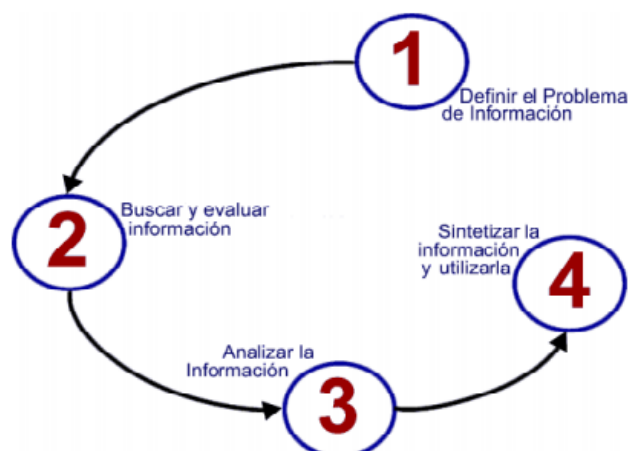 1
Definir el Problema
de Información
2
Buscar y evaluar
información
Analizar la
Información
3
Sintetizar la
información
y utilizarla
4